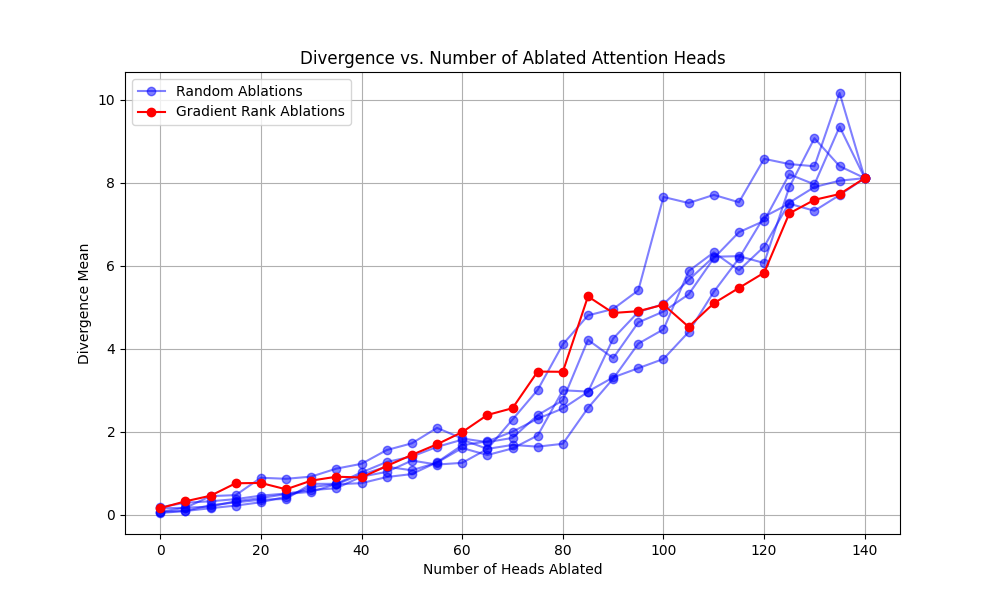 Divergence vs. Number of Ablated Attention Heads
Random Ablations
Gradient Rank Ablations
Divergence Mean
10
8
6
4
2
0
0 20 40 60 80 100 120 140
Number of Heads Ablated